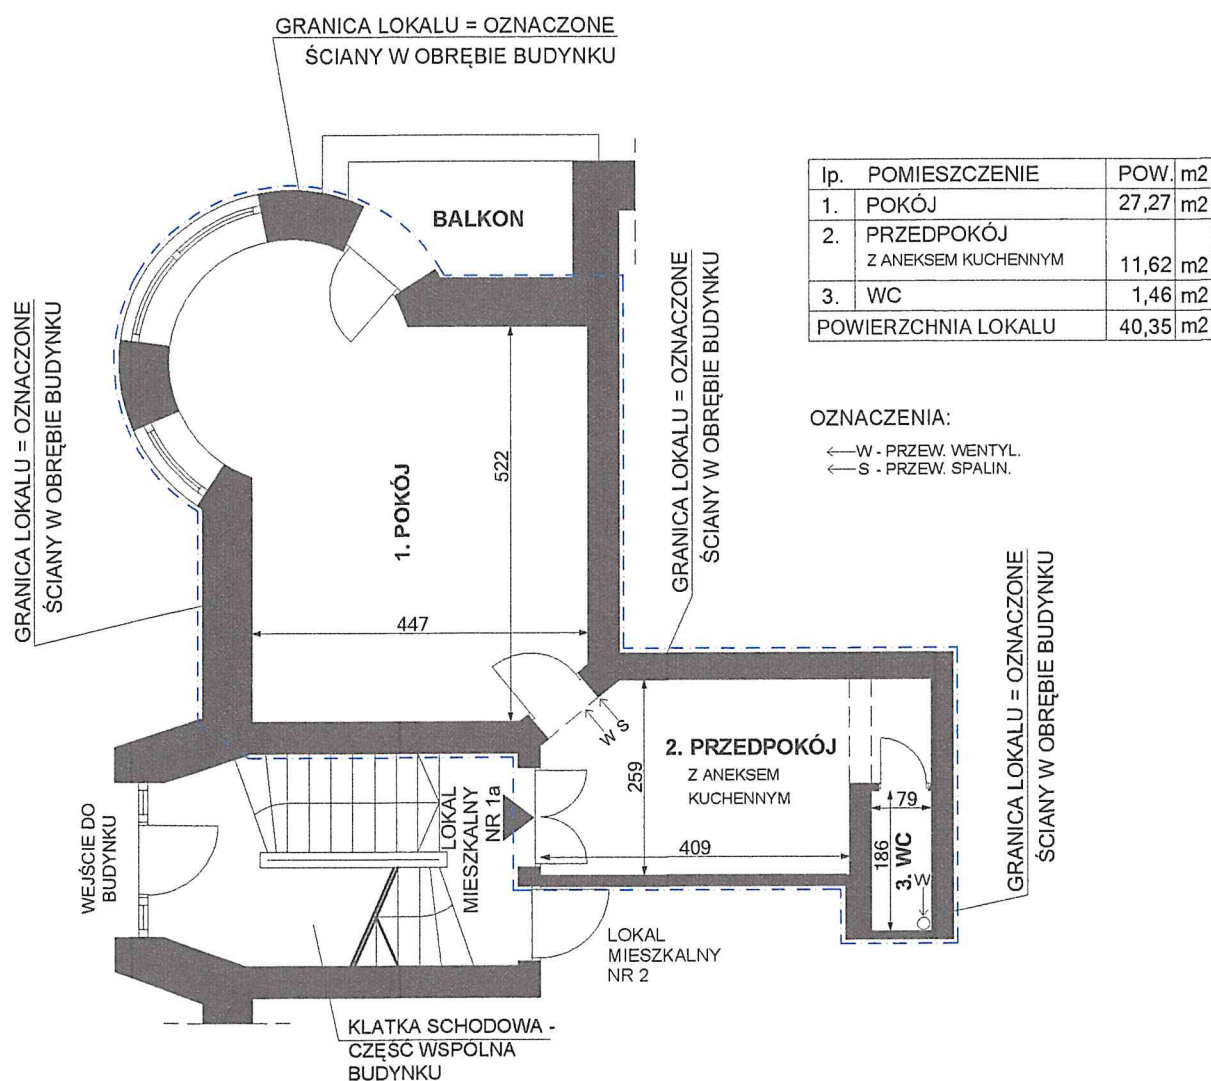 GRANICA LOKALU = OZNACZONE
ŚCIANY W OBRĘBIE BUDYNKU
BALKON
lp. POMIESZCZENIE POW. m2
1. POKÓJ 27,27 m2
2. PRZEDPOKÓJ
Z ANEKSEM KUCHENNYM 11,62 m2
3. WC 1,46 m2
POWIERZCHNIA LOKALU 40,35 m2
OZNACZENIA:
W - PRZEW. WENTYL.
S - PRZEW. SPALIN.
GRANICA LOKALU = OZNACZONE
ŚCIANY W OBRĘBIE BUDYNKU
GRANICA LOKALU = OZNACZONE
ŚCIANY W OBRĘBIE BUDYNKU
GRANICA LOKALU = OZNACZONE
ŚCIANY W OBRĘBIE BUDYNKU
1. POKÓJ
522
447
W S
2. PRZEDPOKÓJ
Z ANEKSEM
KUCHENNYM
259
409
79
186
3. WC
W
WEJŚCIE DO
BUDYNKU
LOKAL
MIESZKALNY
NR 1a
LOKAL
MIESZKALNY
NR 2
KLATKA SCHODOWA -
CZĘŚĆ WSPÓLNA
BUDYNKU